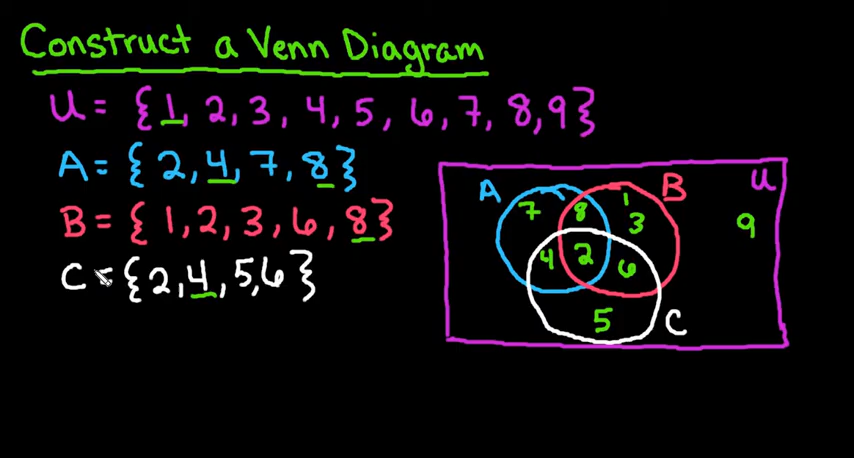 Construct a Venn Diagram
U = {1, 2, 3, 4, 5, 6, 7, 8, 9}
A = {2, 4, 7, 8}
B = {1, 2, 3, 6, 8}
C = {2, 4, 5, 6}
U
A B
7 8 1
3 9
4 2 6
5 C